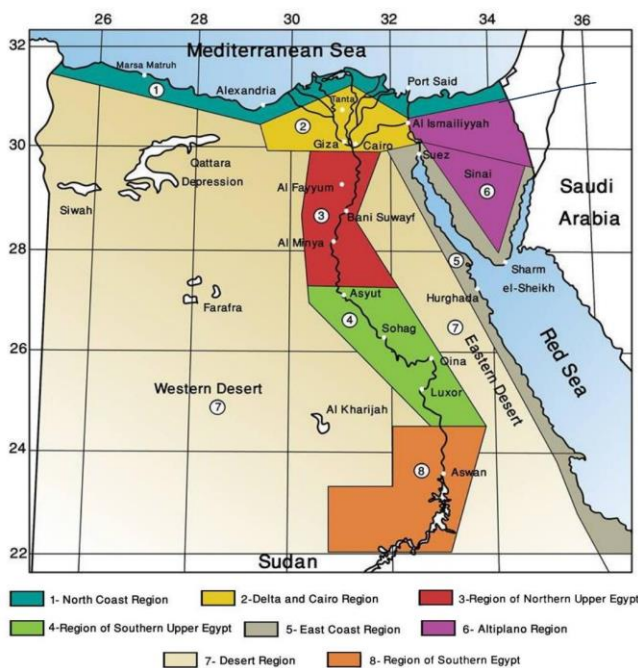 26 28 30 32 34 36
32
31
30
28
26
24
22
Mediterranean Sea
Marsa Matruh
1
Alexandria
Port Said
Tanta
2
Al Ismailiyyah
Giza
Cairo
Suez
Qattara
Depression
Sinai
6
Saudi
Arabia
Siwah
Al Fayyum
3
Bani Suwayf
Al Minya
5
Sharm
el-Sheikh
Hurghada
Asyut
Farafra
4
Sohag
7
Red Sea
Eastern Desert
Qina
Western Desert
7
Luxor
Al Kharijah
8
Aswan
Sudan
1- North Coast Region
2-Delta and Cairo Region
3-Region of Northern Upper Egypt
4-Region of Southern Upper Egypt
5- East Coast Region
6- Altiplano Region
7- Desert Region
8- Region of Southern Egypt